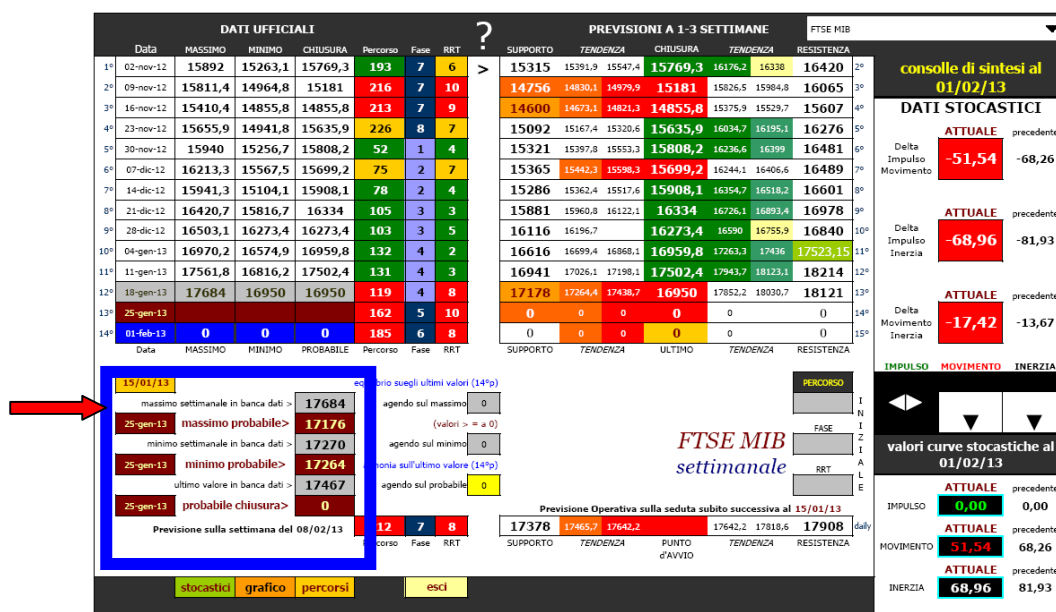 DATI UFFICIALI ? PREVISIONI A 1-3 SETTIMANE FTSE MIB
Data MASSIMO MINIMO CHIUSURA Percorso Fase RRT SUPPORTO TENDENZA CHIUSURA TENDENZA RESISTENZA
1° 02-nov-12 15892 15263,1 15769,3 193 7 6 > 15315 15391,9 15547,4 15769,3 16176,2 16338 16420 2°
2° 09-nov-12 15811,4 14964,8 15181 216 7 10 14756 14830,1 14979,9 15181 15826,5 15984,8 16065 3°
3° 16-nov-12 15410,4 14855,8 14855,8 213 7 9 14600 14673,1 14821,3 14855,8 15375,9 15529,7 15607 4°
4° 23-nov-12 15655,9 14941,8 15635,9 226 8 7 15092 15167,4 15320,6 15635,9 16034,7 16195,1 16276 5°
5° 30-nov-12 15940 15256,7 15808,2 52 1 4 15321 15397,8 15553,3 15808,2 16236,6 16399 16481 6°
6° 07-dic-12 16213,3 15567,5 15699,2 75 2 7 15365 15442,3 15598,3 15699,2 16244,1 16406,6 16489 7°
7° 14-dic-12 15941,3 15104,1 15908,1 78 2 4 15286 15362,4 15517,6 15908,1 16354,7 16518,2 16601 8°
8° 21-dic-12 16420,7 15816,7 16334 105 3 3 15881 15960,8 16122,1 16334 16726,1 16893,4 16978 9°
9° 28-dic-12 16503,1 16273,4 16273,4 103 3 5 16116 16196,7 16273,4 16590 16755,9 16840 10°
10° 04-gen-13 16970,2 16574,9 16959,8 132 4 2 16616 16699,4 16868,1 16959,8 17263,3 17436 17523,15 11°
11° 11-gen-13 17561,8 16816,2 17502,4 131 4 3 16941 17026,1 17198,1 17502,4 17943,7 18123,1 18214 12°
12° 18-gen-13 17684 16950 16950 119 4 8 17178 17264,4 17438,7 16950 17852,2 18030,7 18121 13°
13° 25-gen-13 162 5 10 0 0 0 0 0 0 14°
14° 01-feb-13 0 0 0 185 6 8 0 0 0 0 0 0 15°
Data MASSIMO MINIMO PROBABILE Percorso Fase RRT SUPPORTO TENDENZA ULTIMO TENDENZA RESISTENZA
15/01/13
massimo settimanale in banca dati > 17684
25-gen-13 massimo probabile> 17176
minimo settimanale in banca dati > 17270
25-gen-13 minimo probabile> 17264
ultimo valore in banca dati > 17467
25-gen-13 probabile chiusura> 0
Previsione sulla settimana del 08/02/13
suegli ultimi valori (14°p)
agendo sul massimo 0
(valori > = a 0)
agendo sul minimo 0
sull'ultimo valore (14°p)
agendo sul probabile 0
FTSE MIB
settimanale
PERCORSO
FASE
RRT
INIZIALE
Previsione Operativa sulla seduta subito successiva al 15/01/13
12 7 8 17378 17465,7 17642,2 17642,2 17818,6 17908 daily
Fase RRT SUPPORTO TENDENZA PUNTO d'AVVIO TENDENZA RESISTENZA
stocastici grafico percorsi esci
consolle di sintesi al
01/02/13
DATI STOCASTICI
ATTUALE precedente
Delta Impulso Movimento -51,54 -68,26
ATTUALE precedente
Delta Impulso Inerzia -68,96 -81,93
ATTUALE precedente
Delta Movimento Inerzia -17,42 -13,67
IMPULSO MOVIMENTO INERZIA
valori curve stocastiche al
01/02/13
ATTUALE precedente
IMPULSO 0,00 0,00
ATTUALE precedente
MOVIMENTO 51,54 68,26
ATTUALE precedente
INERZIA 68,96 81,93